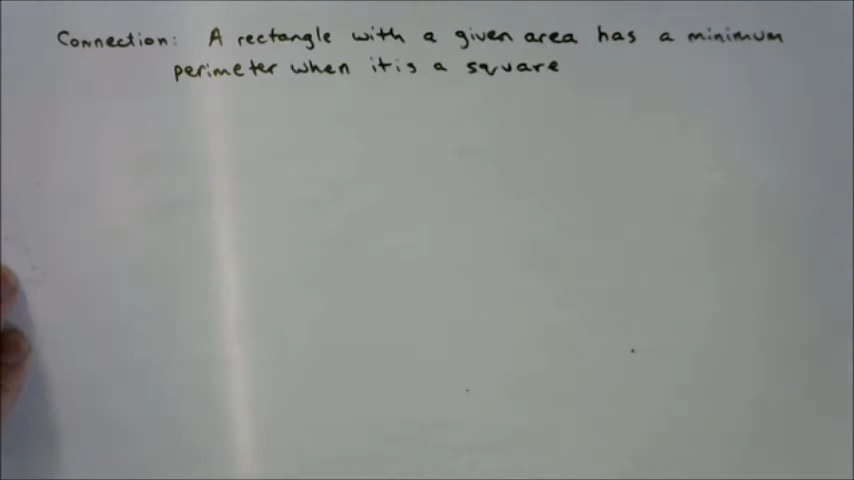 Connection: A rectangle with a given area has a minimum
perimeter when it is a square